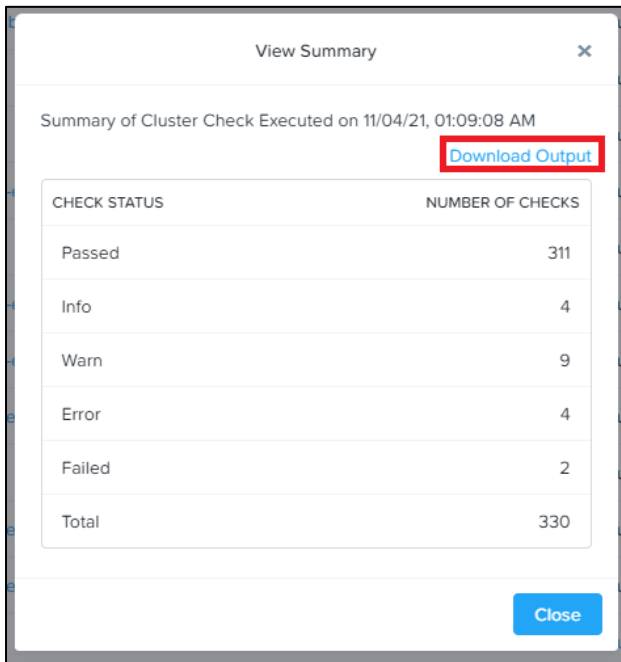 View Summary
×
Summary of Cluster Check Executed on 11/04/21, 01:09:08 AM
Download Output
CHECK STATUS NUMBER OF CHECKS
Passed 311
Info 4
Warn 9
Error 4
Failed 2
Total 330
Close